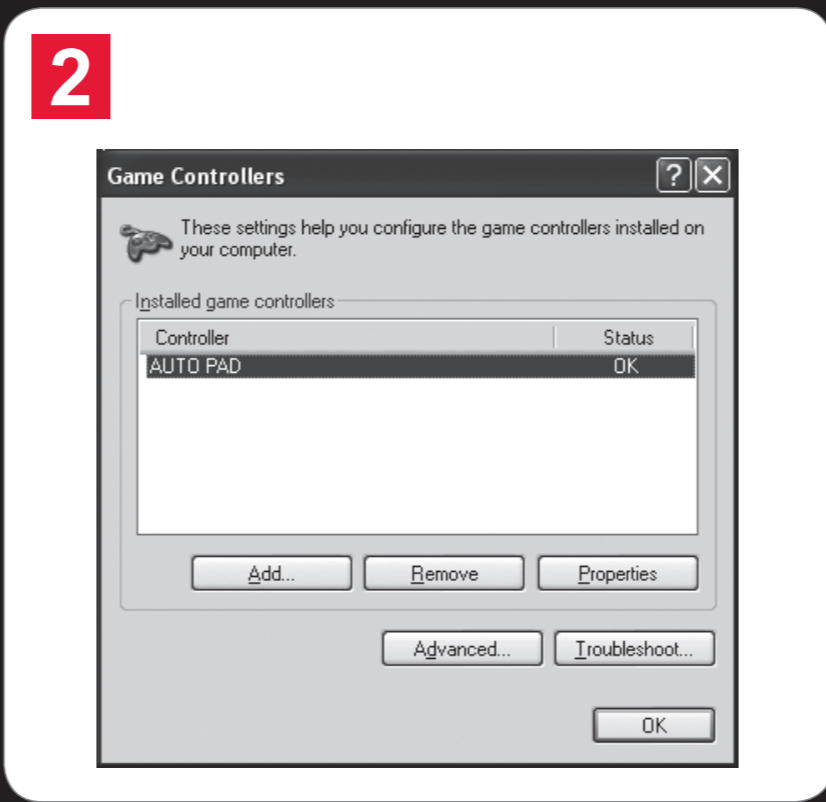 2
Game Controllers
These settings help you configure the game controllers installed on
your computer.
Installed game controllers
Controller Status
AUTO PAD OK
Add... Remove Properties
Advanced... Troubleshoot...
OK